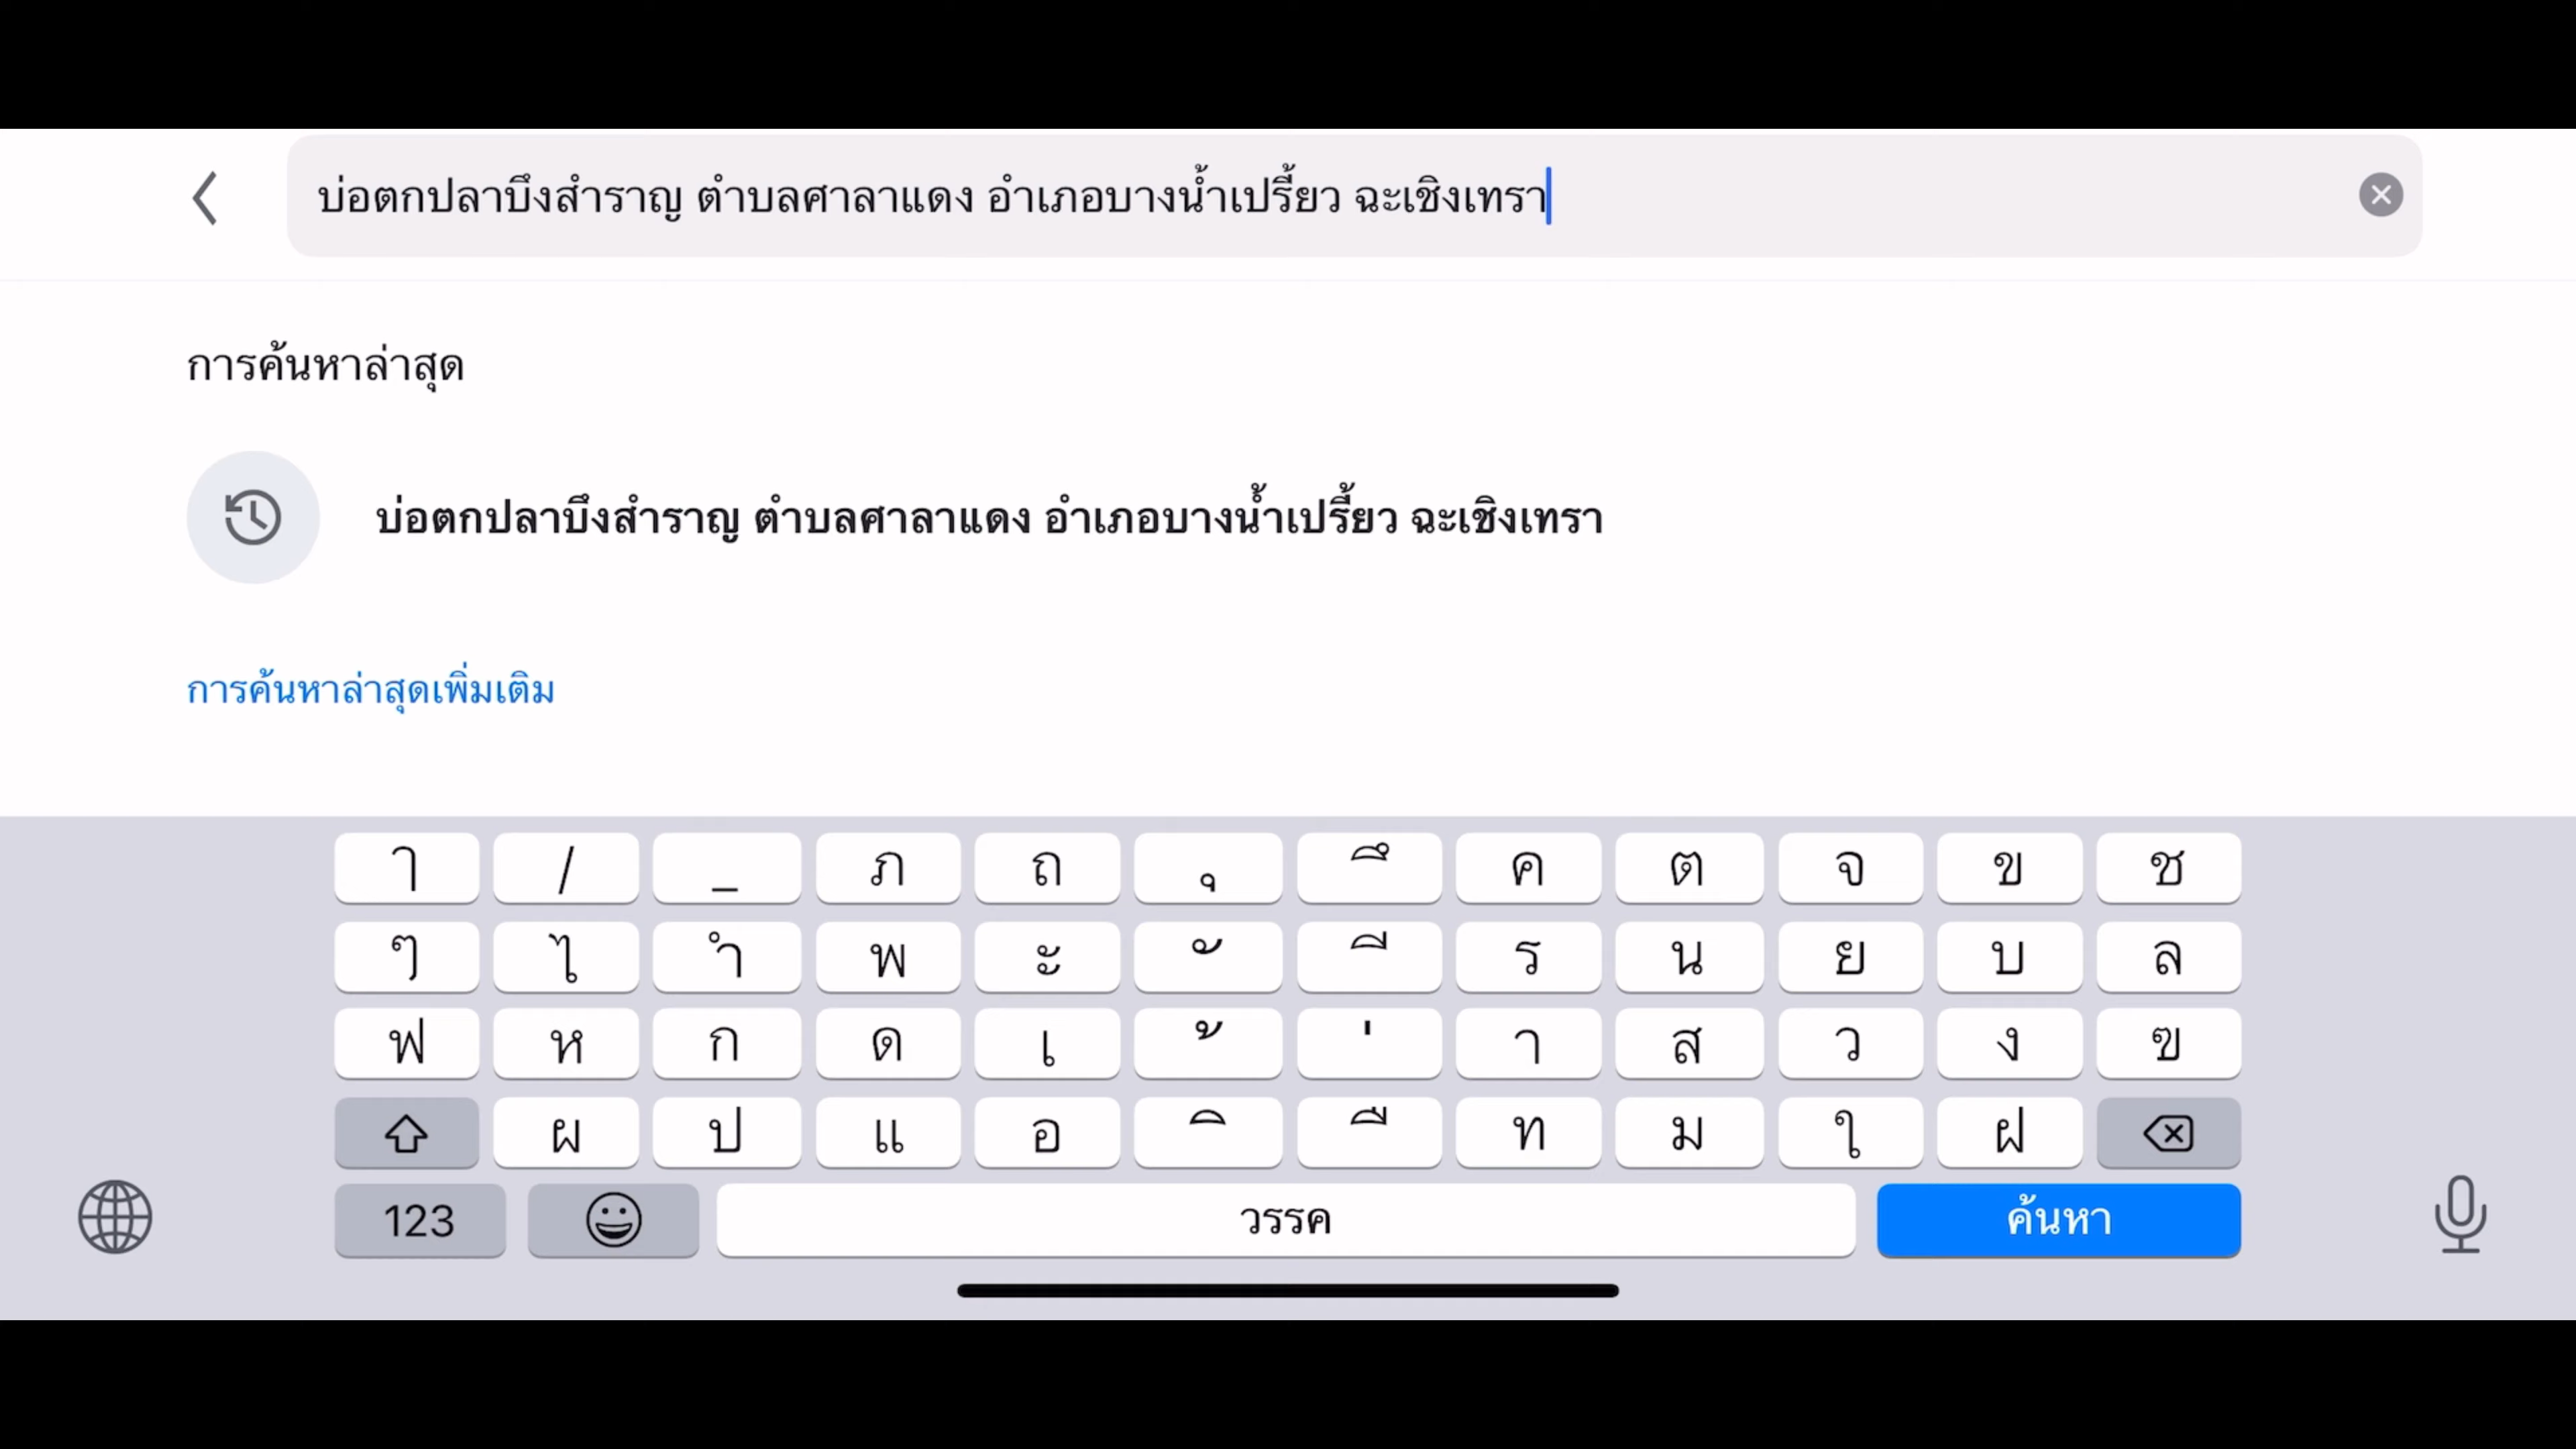 บ่อตกปลาบึงสำราญ ตำบลศาลาแดง อำเภอบางน้ำเปรี้ยว ฉะเชิงเทรา
การค้นหาล่าสุด
บ่อตกปลาบึงสำราญ ตำบลศาลาแดง อำเภอบางน้ำเปรี้ยว ฉะเชิงเทรา
การค้นหาล่าสุดเพิ่มเติม
ๅ / _ ภ ถ ุ ึ ค ต จ ข ช
ๆ ไ ำ พ ะ ั ี ร น ย บ ล
ฟ ห ก ด เ ้ ่ า ส ว ง ฃ
ผ ป แ อ ิ ื ท ม ใ ฝ
123 วรรค ค้นหา